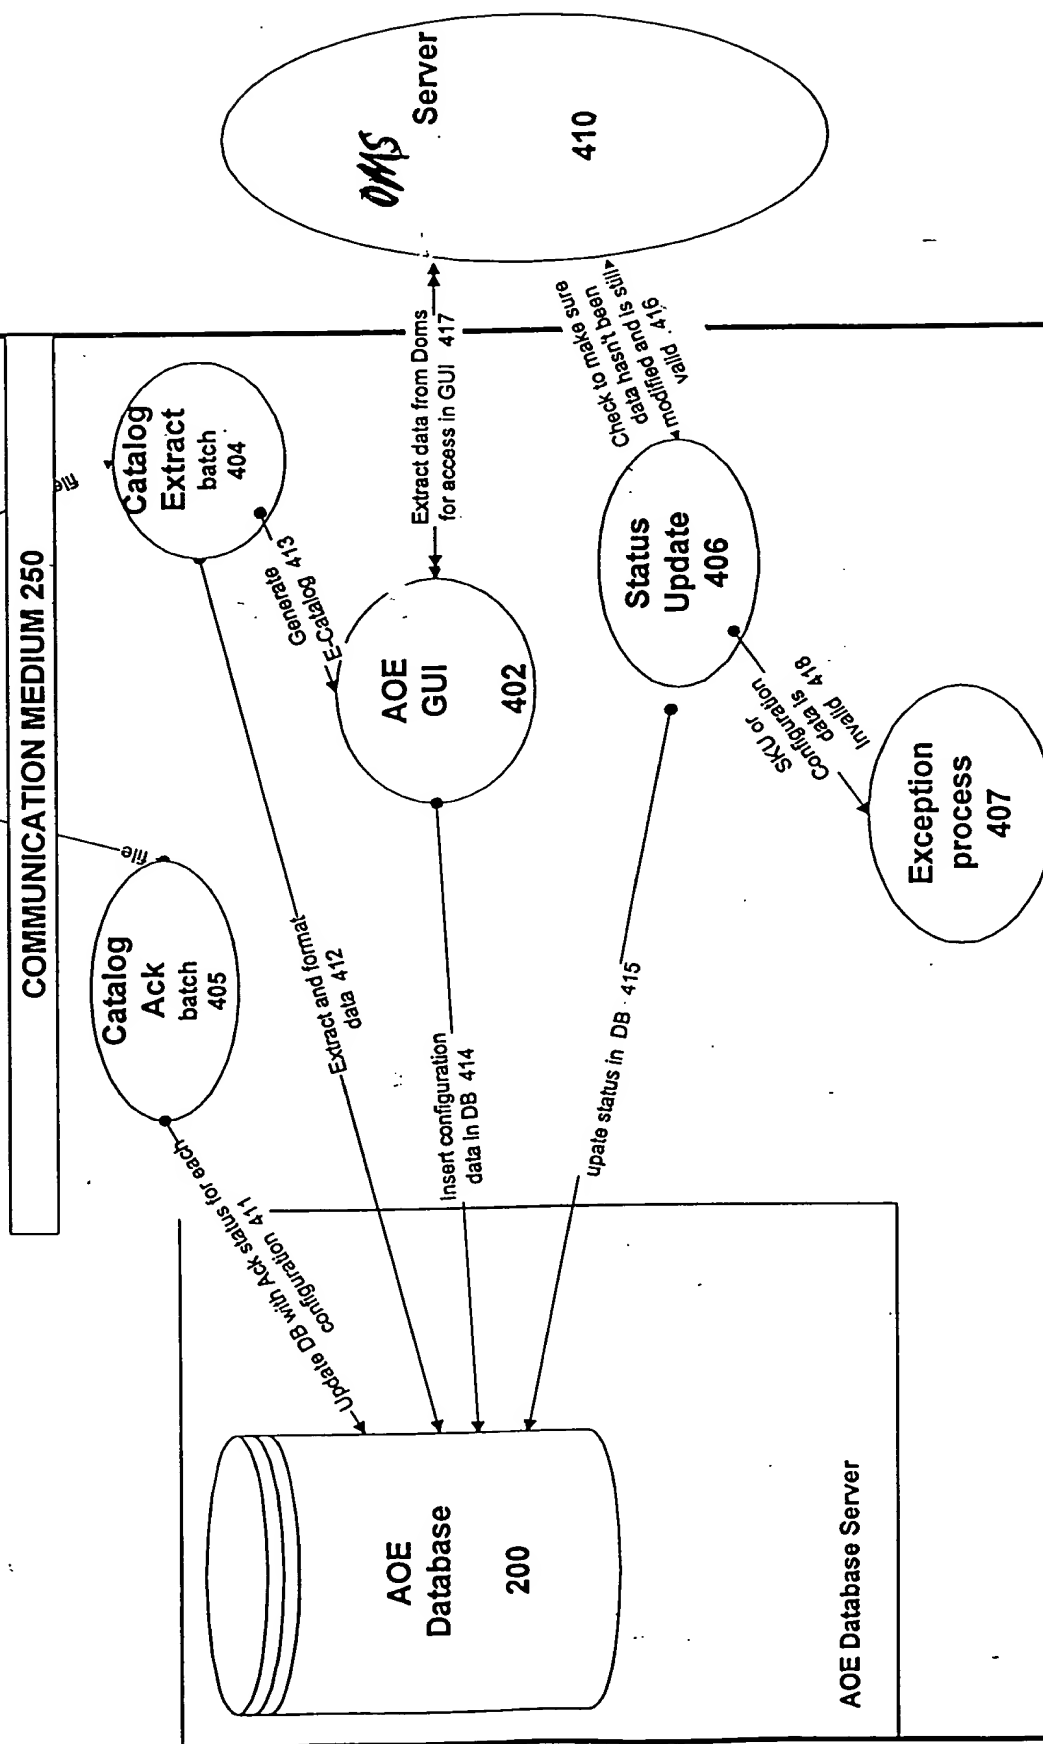 COMMUNICATION MEDIUM 250
file
file
Catalog
Ack
batch
405
Catalog
Extract
batch
404
Update DB with Ack status for each
configuration 411
Extract and format
data 412
Generate
E-Catalog 413
AOE
GUI
402
Extract data from Doms
for access in GUI 417
OMS
Server
410
Insert configuration
data In DB 414
AOE
Database
200
upate status in DB 415
Status
Update
406
Check to make sure
data hasn't been
modified and is still
valid . 416
SKU or
Configuration
data is
Invalid 418
Exception
process
407
AOE Database Server